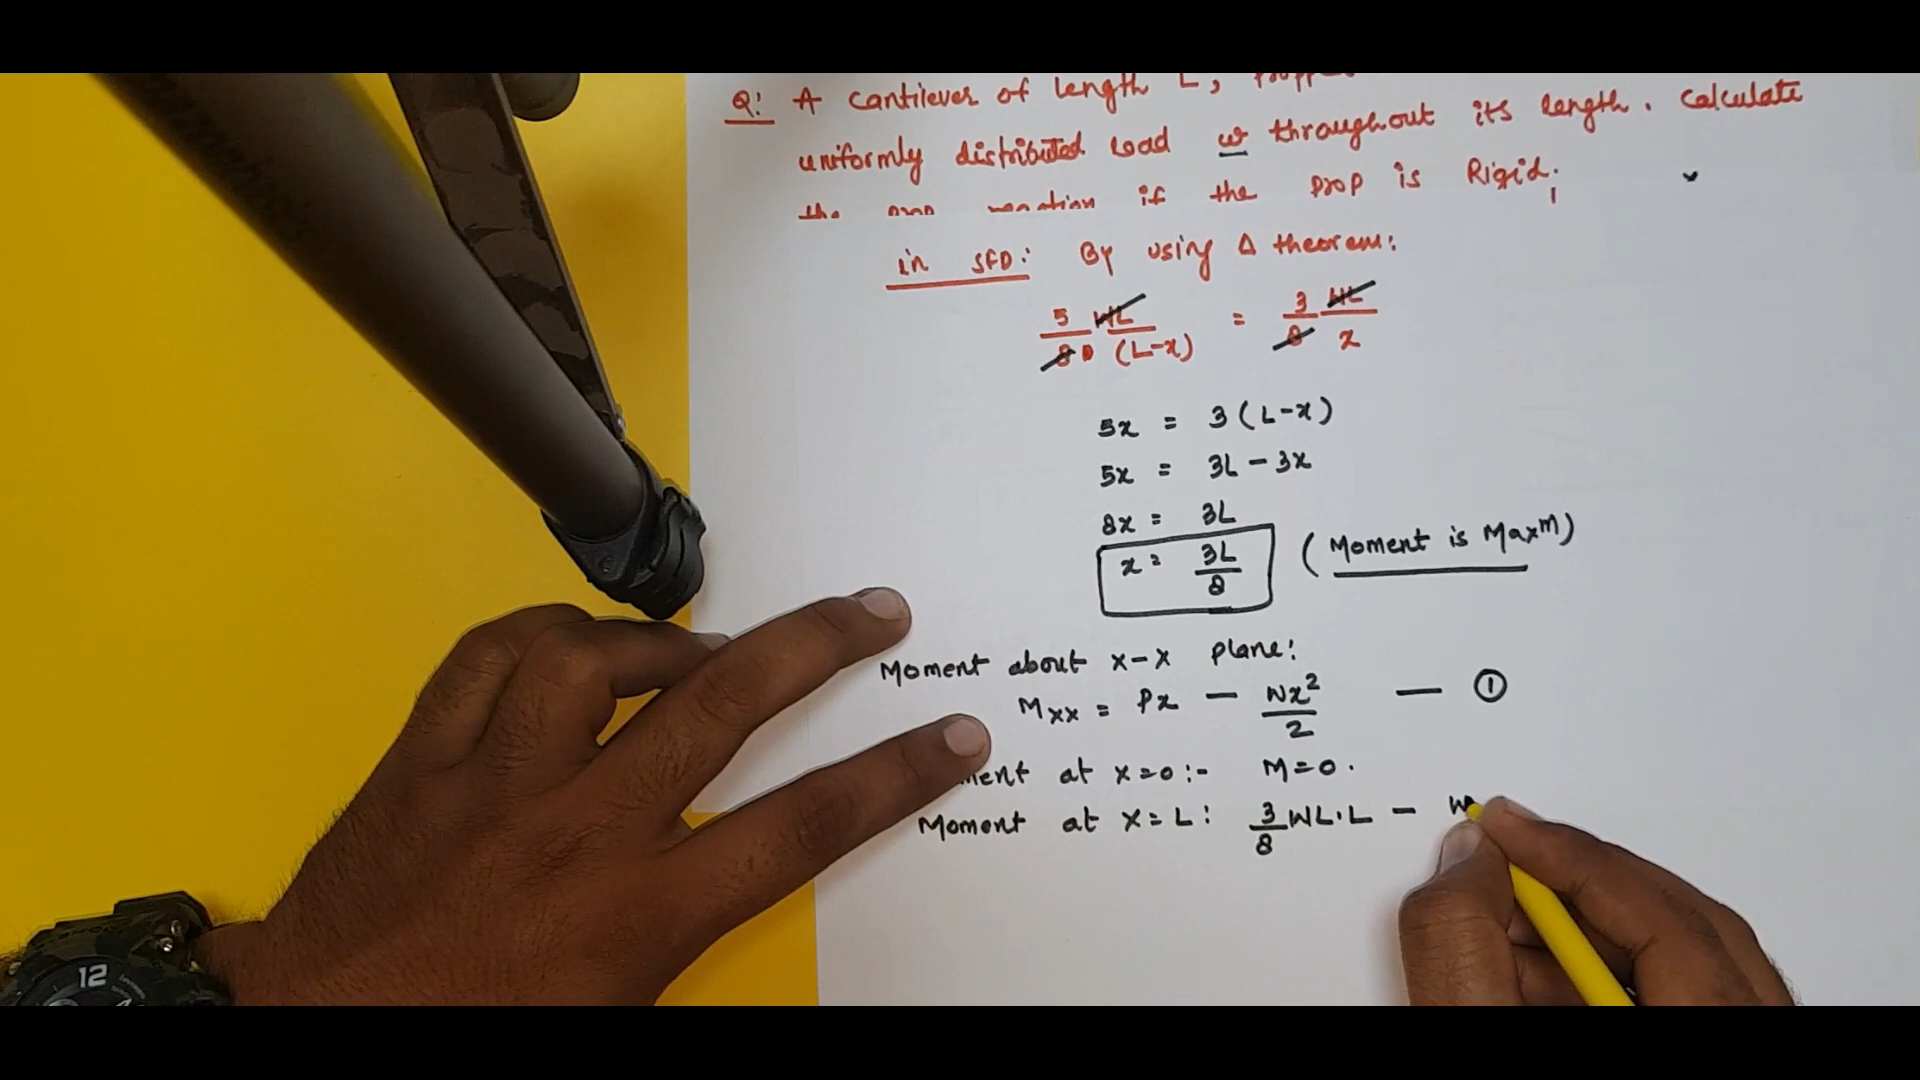 Q: A cantilever of length L,
uniformly distributed load w throughout its length. Calculate
the prop reaction if the prop is Rigid.
in SFD: By using Δ theorem:
5/8 WL/(L-x) = 3/8 WL/x
5x = 3(L-x)
5x = 3L - 3x
8x = 3L
x = 3L/8 (Moment is Maxᵐ)
Moment about x-x plane:
Mxx = Px - Wx²/2 — ①
at x=0:- M=0.
Moment at x=L: 3/8 WL.L - W
12